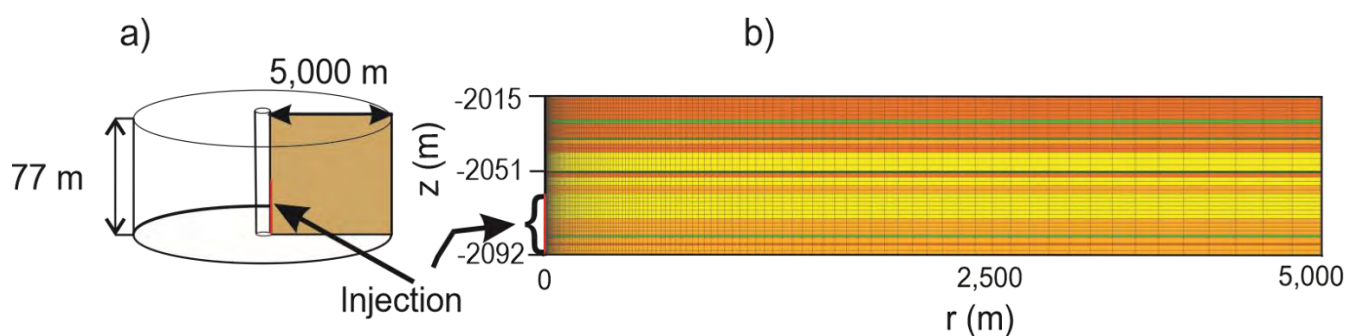 a)
5,000 m
77 m
Injection
b)
-2015
-2051
-2092
z (m)
0
2,500
5,000
r (m)